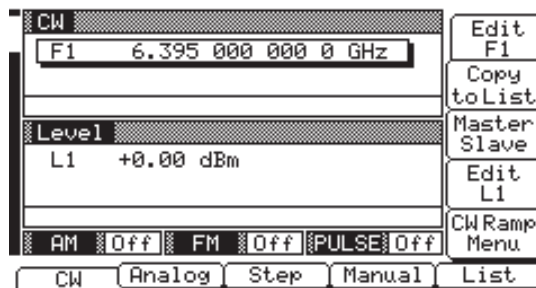 CW
F1 6.395 000 000 0 GHz
Level
L1 +0.00 dBm
AM Off FM Off PULSE Off
Edit
F1
Copy
to List
Master
Slave
Edit
L1
CW Ramp
Menu
CW Analog Step Manual List